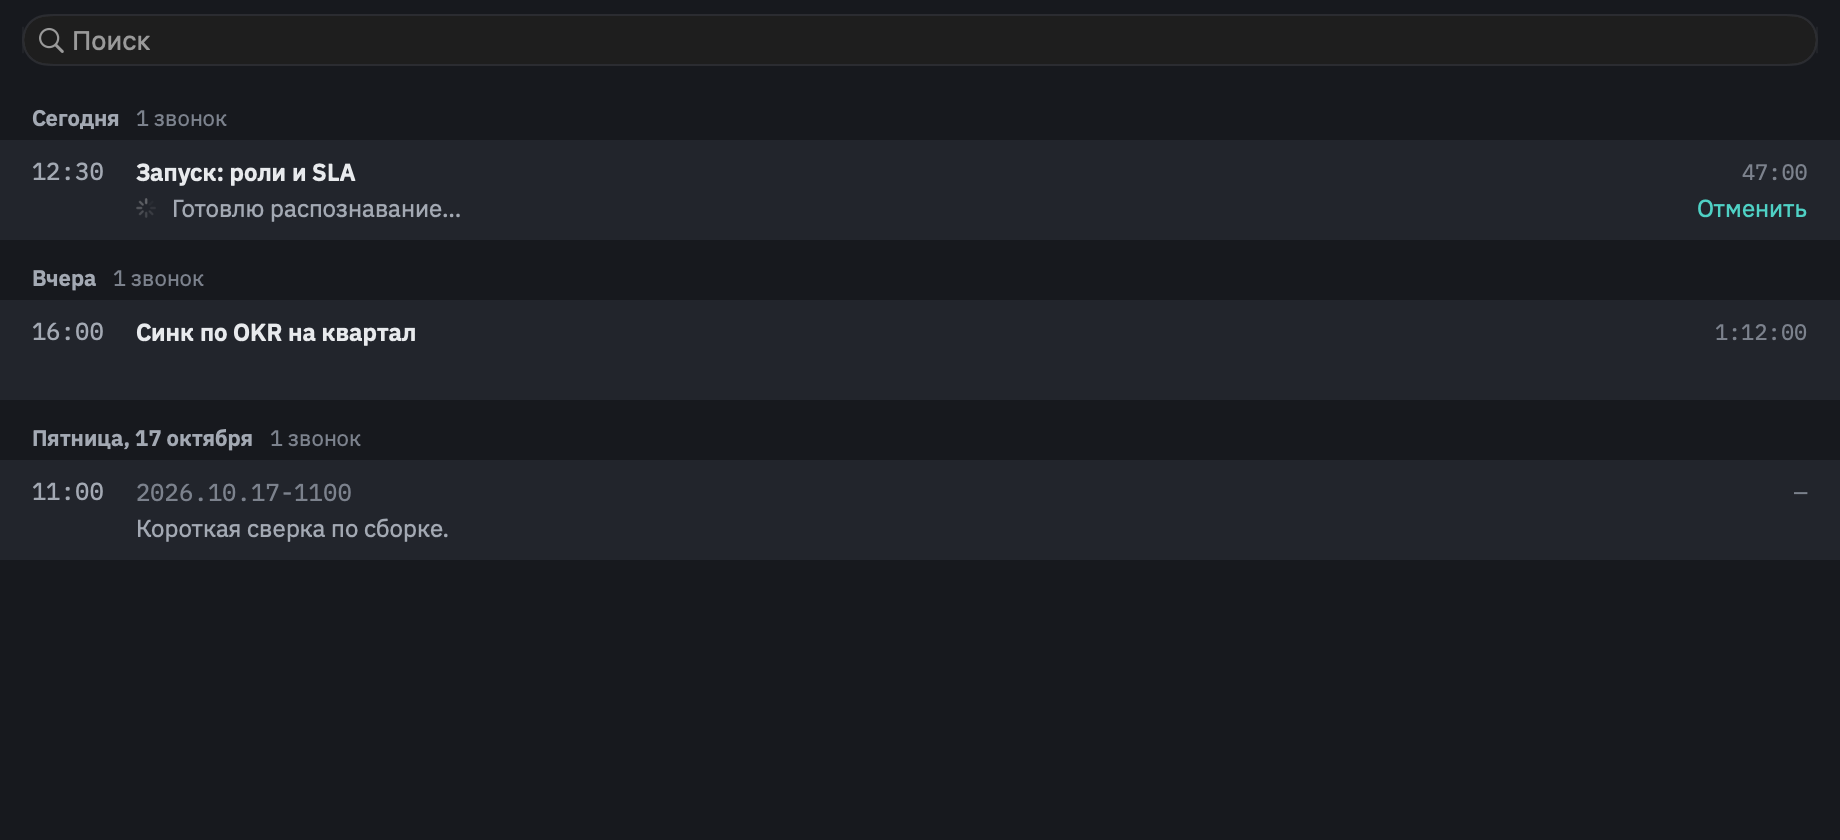 Поиск
Сегодня 1 звонок
12:30 Запуск: роли и SLA 47:00
Готовлю распознавание... Отменить
Вчера 1 звонок
16:00 Синк по OKR на квартал 1:12:00
Пятница, 17 октября 1 звонок
11:00 2026.10.17-1100 —
Короткая сверка по сборке.